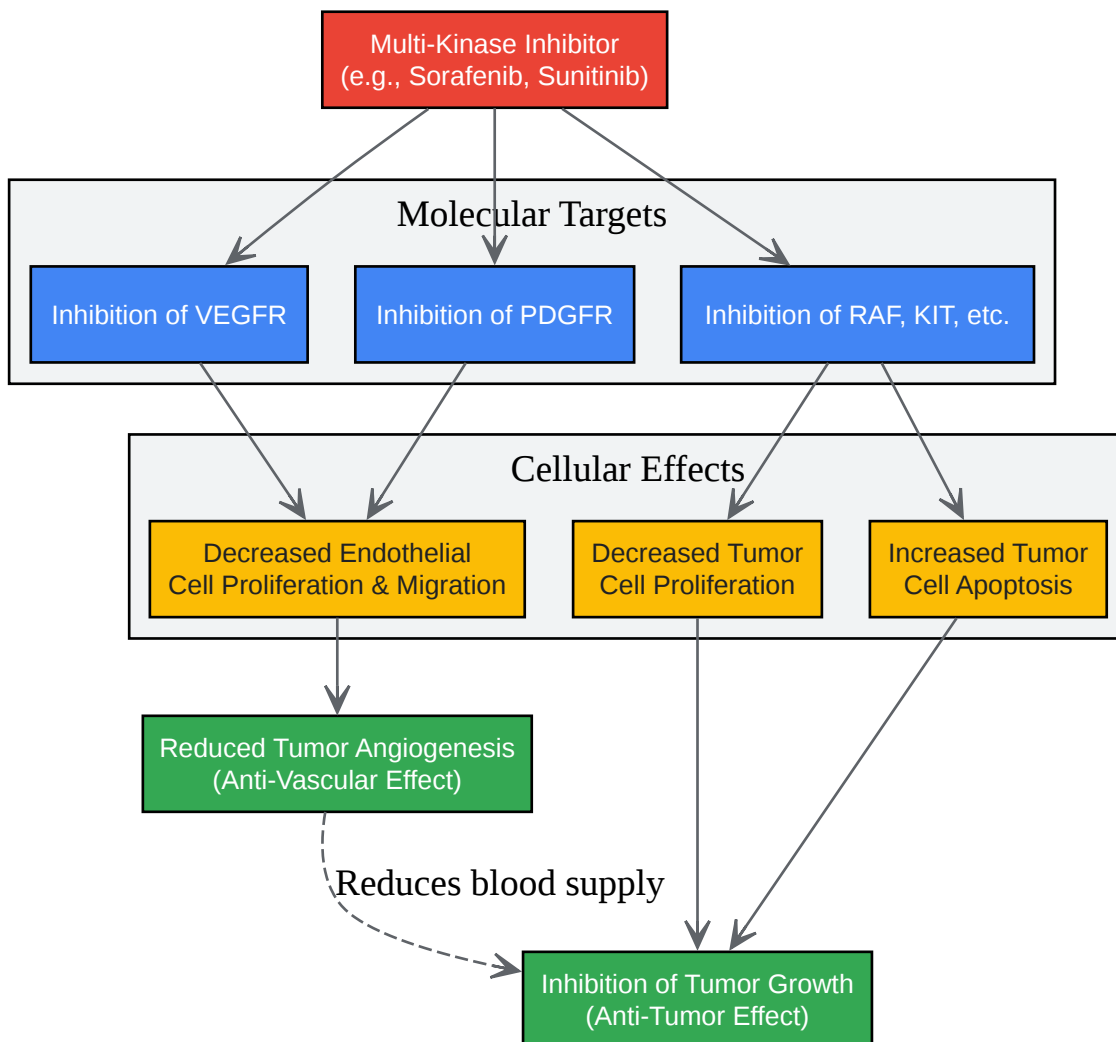 Multi-Kinase Inhibitor
(e.g., Sorafenib, Sunitinib)
Molecular Targets
Inhibition of VEGFR
Inhibition of PDGFR
Inhibition of RAF, KIT, etc.
Cellular Effects
Decreased Endothelial
Cell Proliferation & Migration
Decreased Tumor
Cell Proliferation
Increased Tumor
Cell Apoptosis
Reduced Tumor Angiogenesis
(Anti-Vascular Effect)
Reduces blood supply
Inhibition of Tumor Growth
(Anti-Tumor Effect)